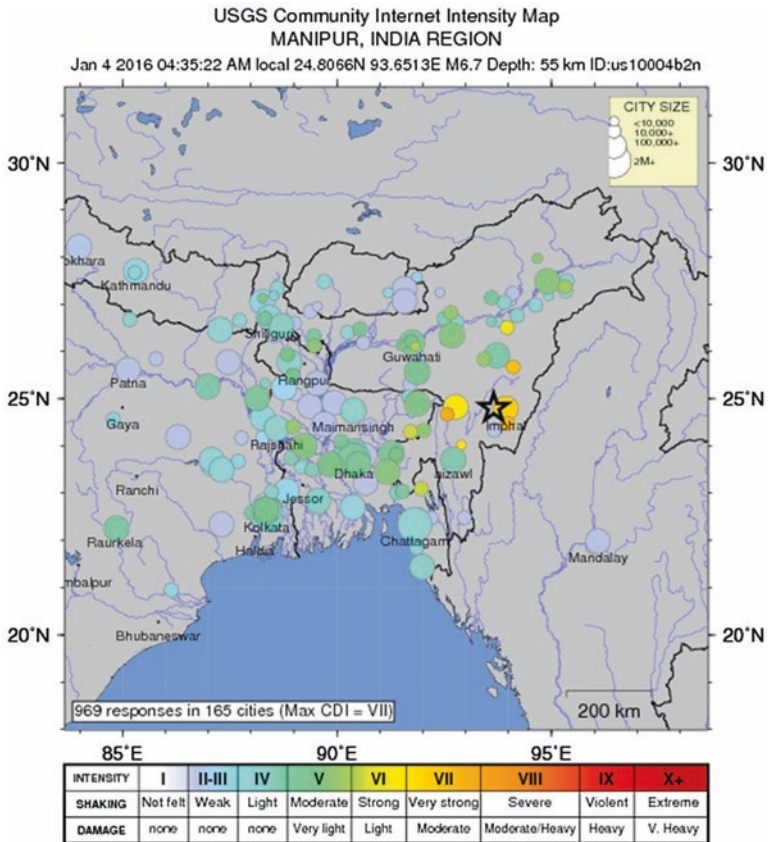 USGS Community Internet Intensity Map
MANIPUR, INDIA REGION
Jan 4 2016 04:35:22 AM local 24.8066N 93.6513E M6.7 Depth: 55 km ID:us10004b2n
CITY SIZE
<10,000
10,000+
100,000+
2M+
30˚N
30˚N
okhara
Kathmandu
Shiliguri
Guwahati
25˚N
25˚N
Patna
Rangpur
Gaya
Maimansingh
Imphal
Rajshahi
Dhaka
aizawl
Ranchi
Jessor
Kolkata
Raurkela
Chattagam
Haldia
Mandalay
mbalpur
20˚N
20˚N
Bhubaneswar
969 responses in 165 cities (Max CDI = VII)
200 km
85˚E 90˚E 95˚E
INTENSITY I II-III IV V VI VII VIII IX X+
SHAKING Not felt Weak Light Moderate Strong Very strong Severe Violent Extreme
DAMAGE none none none Very light Light Moderate Moderate/Heavy Heavy V. Heavy